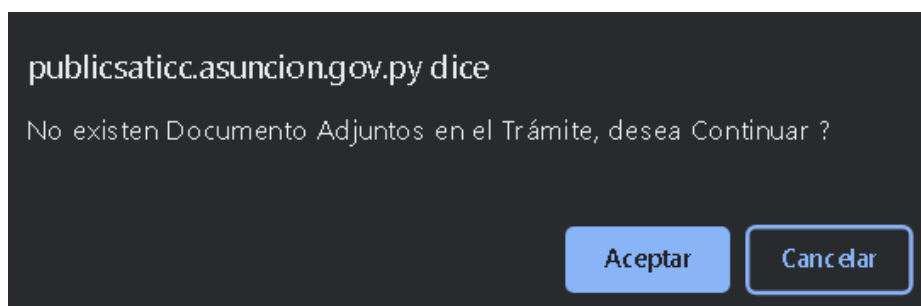 publicsaticc.asuncion.gov.py dice
No existen Documento Adjuntos en el Trámite, desea Continuar ?
Aceptar
Cancelar